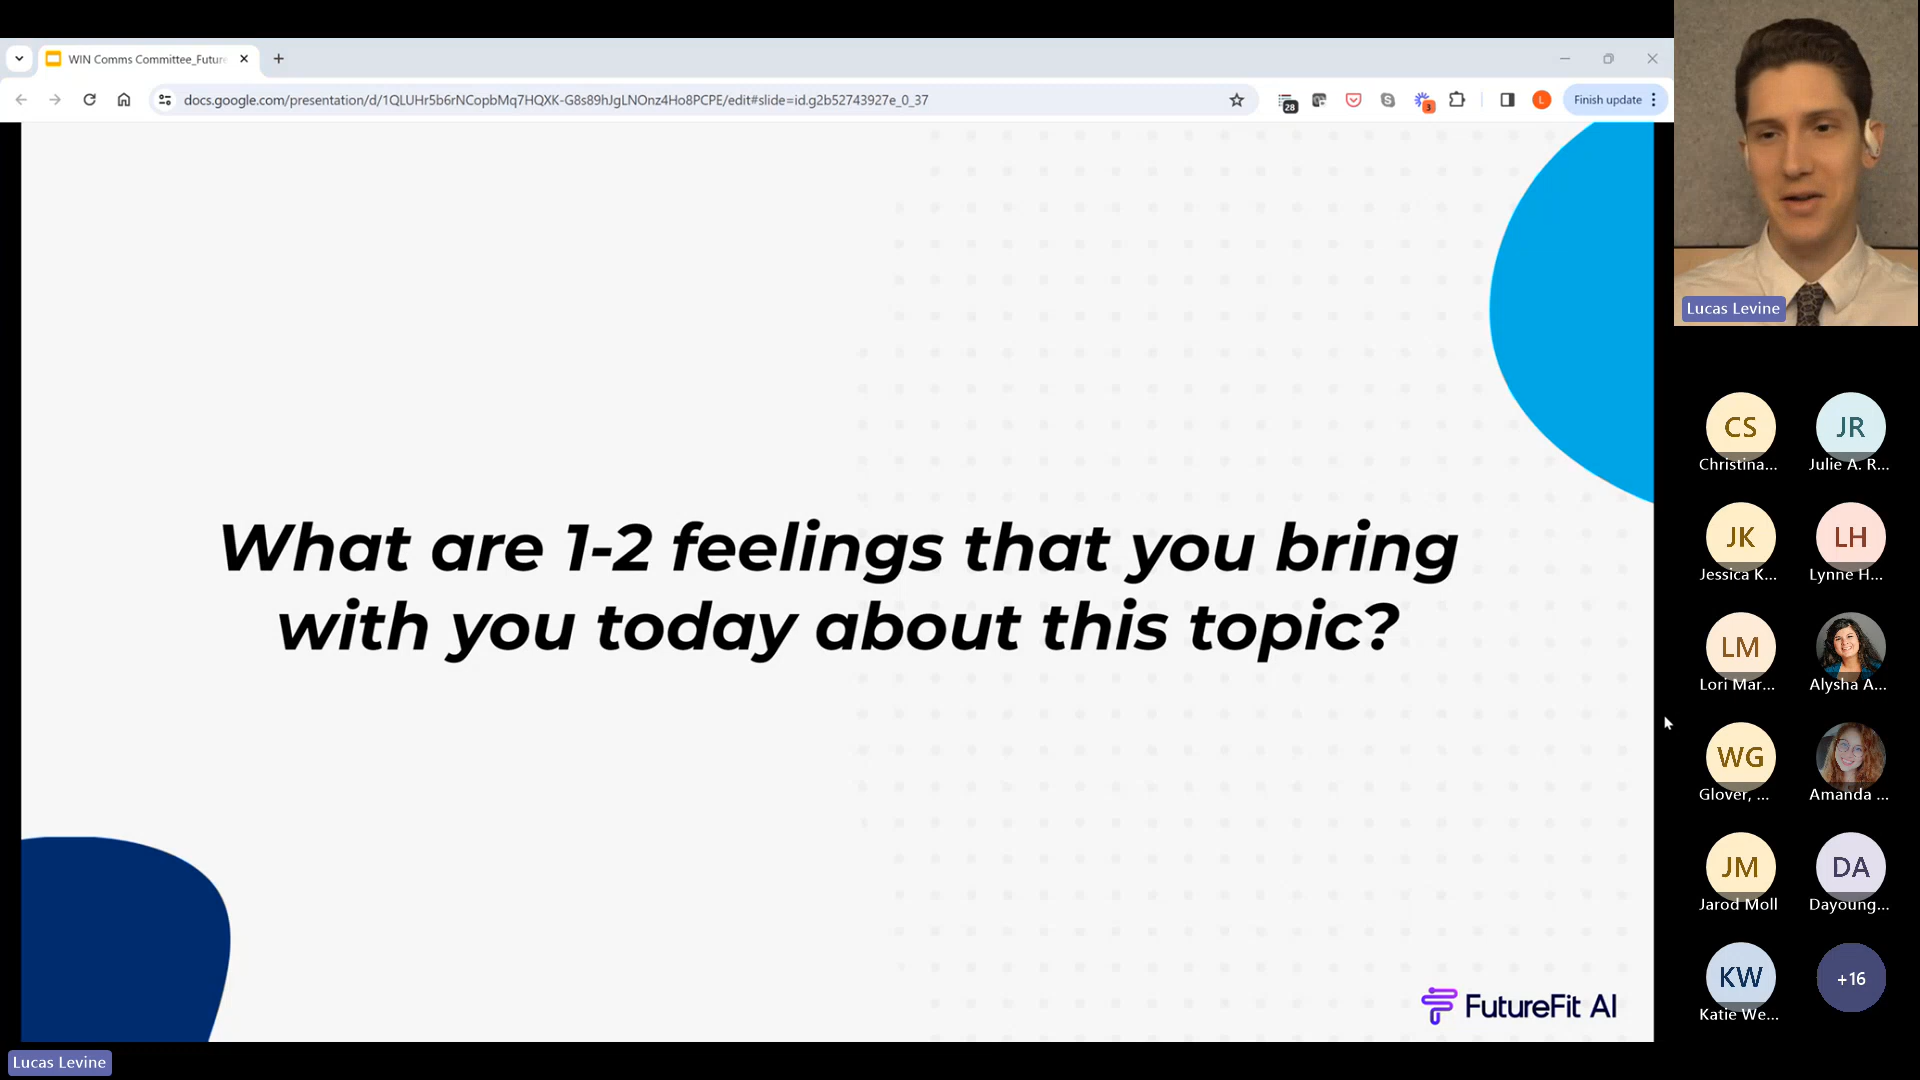 WIN Comms Committee_Future
docs.google.com/presentation/d/1QLUHr5b6rNCopbMq7HQXK-G8s89hJgLNOnz4Ho8PCPE/edit#slide=id.g2b52743927e_0_37
28
3
L
Finish update
What are 1-2 feelings that you bring
with you today about this topic?
FutureFit AI
Lucas Levine
Lucas Levine
CS
Christina...
JR
Julie A. R...
JK
Jessica K...
LH
Lynne H...
LM
Lori Mar...
Alysha A...
WG
Glover, ...
Amanda ...
JM
Jarod Moll
DA
Dayoung...
KW
Katie We...
+16